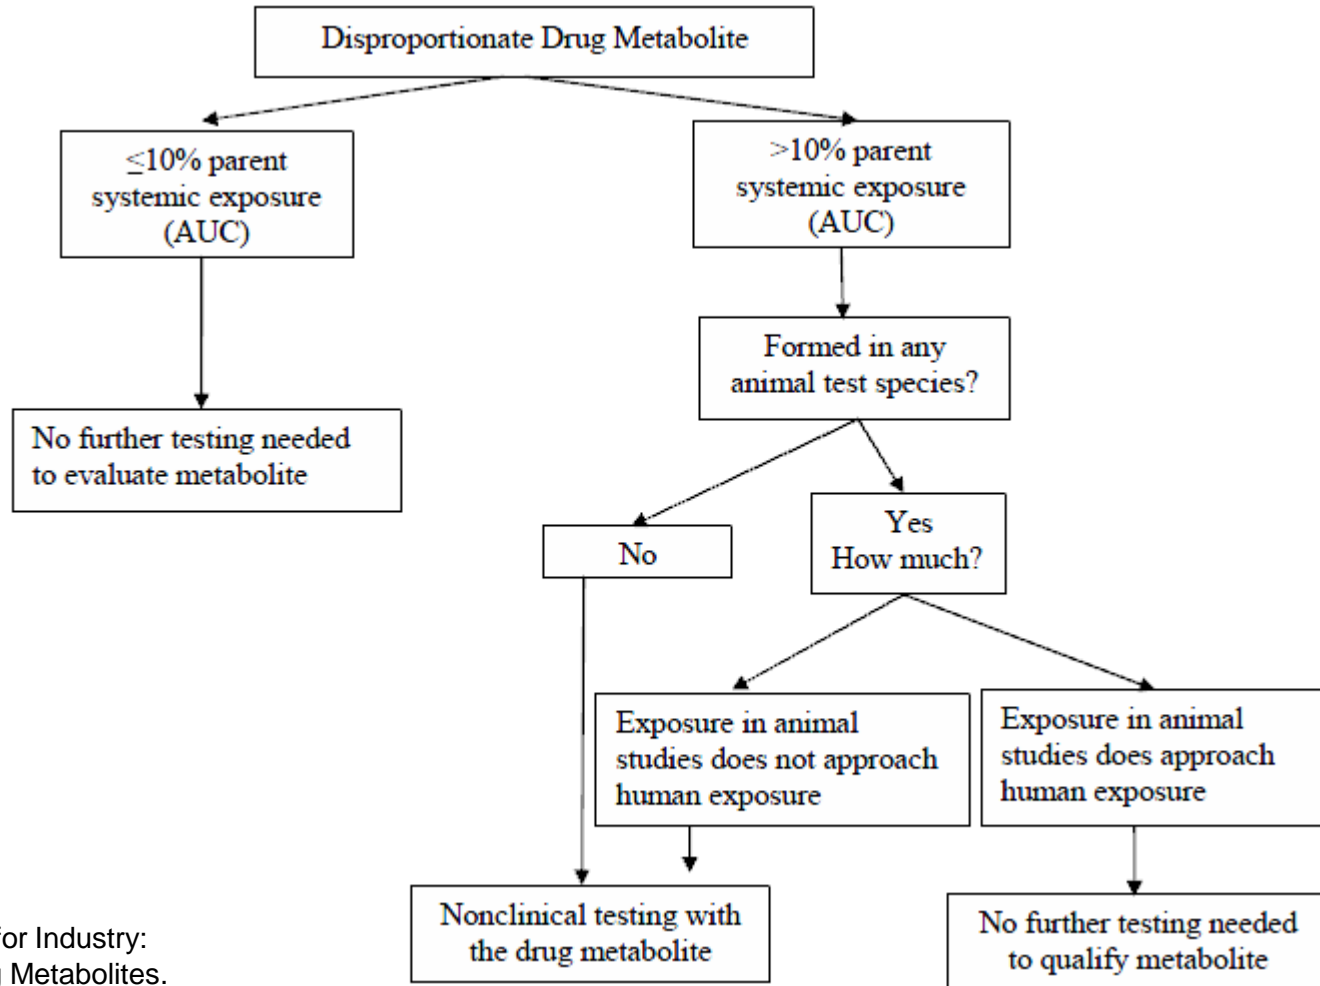 Disproportionate Drug Metabolite
≤10% parent
systemic exposure
(AUC)
>10% parent
systemic exposure
(AUC)
Formed in any
animal test species?
No further testing needed
to evaluate metabolite
No
Yes
How much?
Exposure in animal
studies does not approach
human exposure
Exposure in animal
studies does approach
human exposure
Nonclinical testing with
the drug metabolite
No further testing needed
to qualify metabolite
for Industry:
Metabolites.